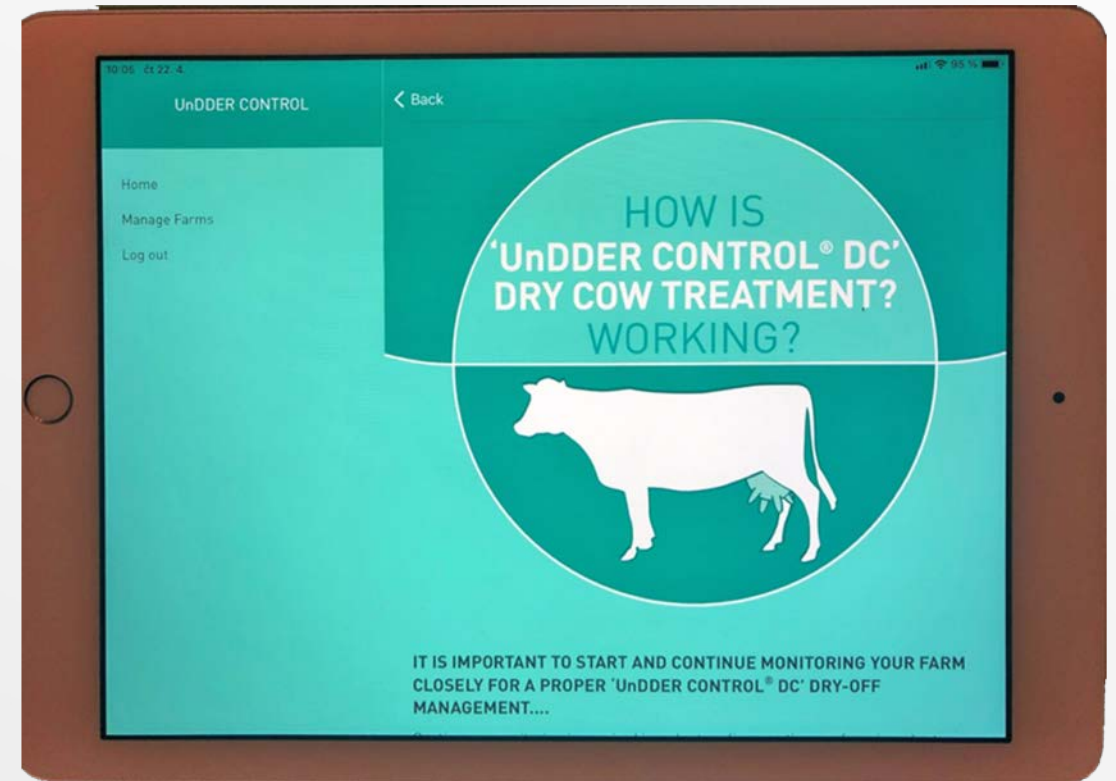 10:05 čt 22. 4.
95 %
UnDDER CONTROL
Back
Home
Manage Farms
Log out
HOW IS
‘UnDDER CONTROL® DC’
DRY COW TREATMENT?
WORKING?
IT IS IMPORTANT TO START AND CONTINUE MONITORING YOUR FARM
CLOSELY FOR A PROPER ‘UnDDER CONTROL® DC’ DRY-OFF
MANAGEMENT....